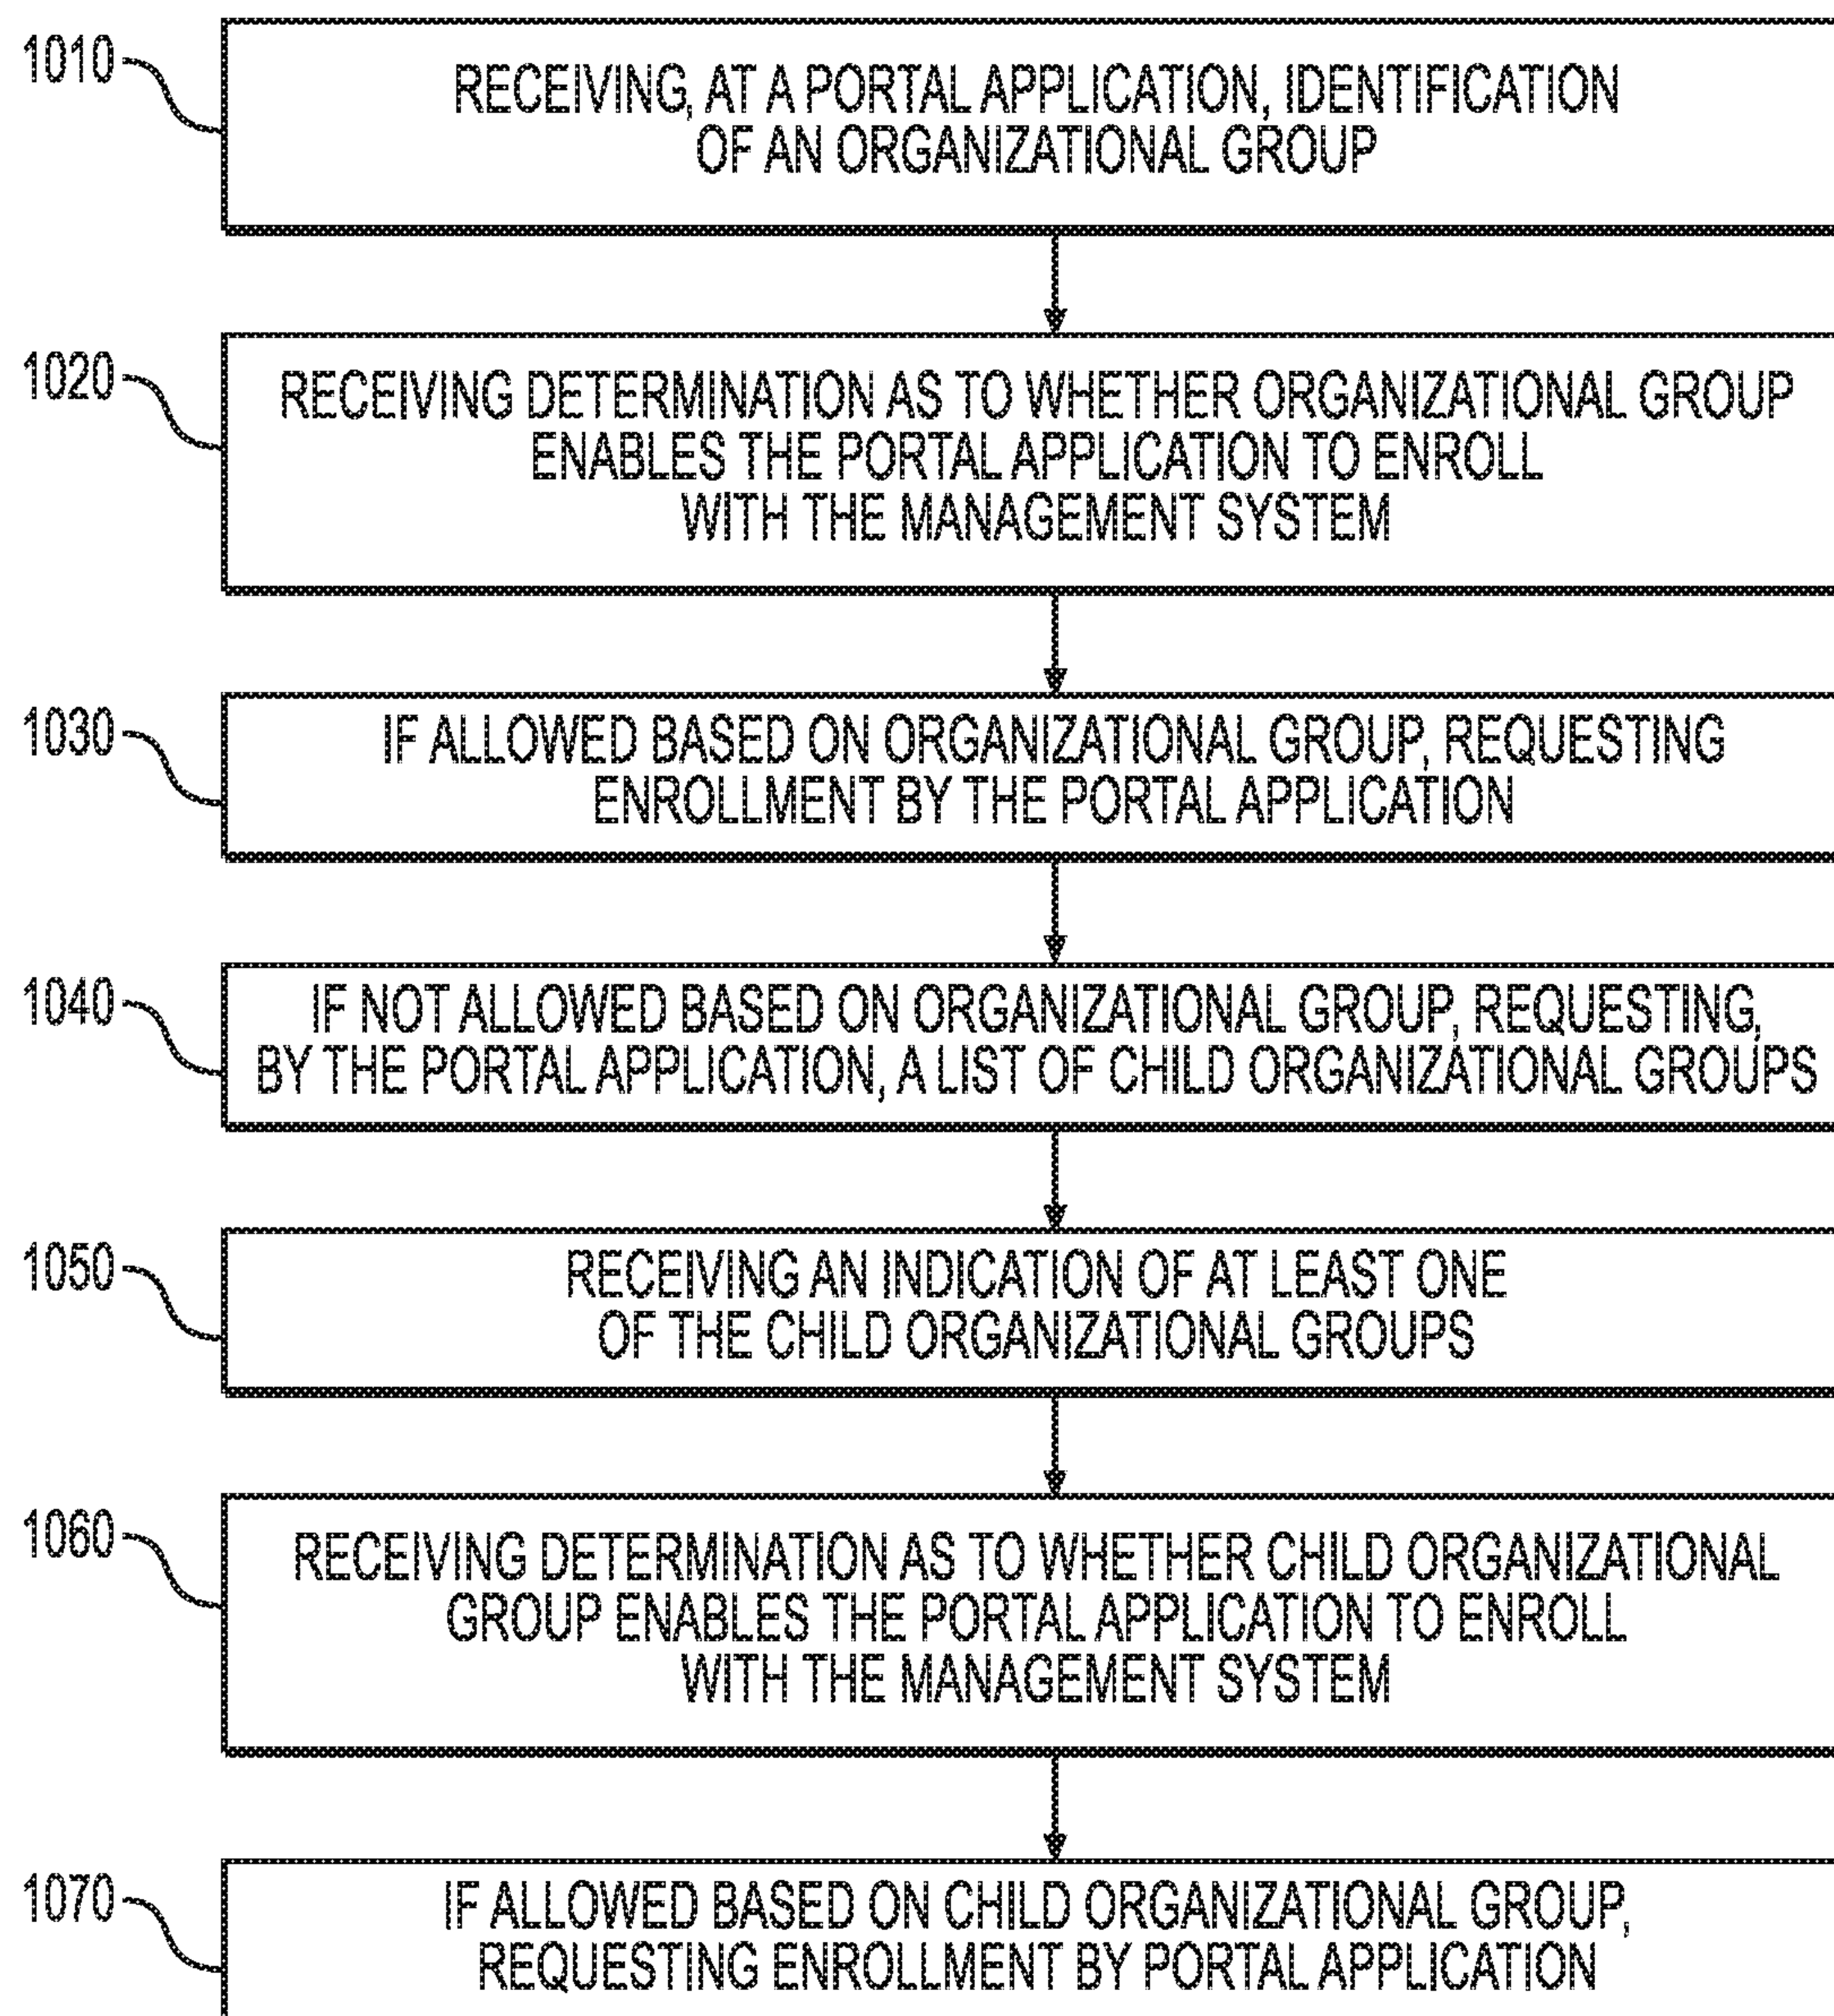 1010
RECEIVING, AT A PORTAL APPLICATION, IDENTIFICATION
OF AN ORGANIZATIONAL GROUP
1020
RECEIVING DETERMINATION AS TO WHETHER ORGANIZATIONAL GROUP
ENABLES THE PORTAL APPLICATION TO ENROLL
WITH THE MANAGEMENT SYSTEM
1030
IF ALLOWED BASED ON ORGANIZATIONAL GROUP, REQUESTING
ENROLLMENT BY THE PORTAL APPLICATION
1040
IF NOT ALLOWED BASED ON ORGANIZATIONAL GROUP, REQUESTING,
BY THE PORTAL APPLICATION, A LIST OF CHILD ORGANIZATIONAL GROUPS
1050
RECEIVING AN INDICATION OF AT LEAST ONE
OF THE CHILD ORGANIZATIONAL GROUPS
1060
RECEIVING DETERMINATION AS TO WHETHER CHILD ORGANIZATIONAL
GROUP ENABLES THE PORTAL APPLICATION TO ENROLL
WITH THE MANAGEMENT SYSTEM
1070
IF ALLOWED BASED ON CHILD ORGANIZATIONAL GROUP,
REQUESTING ENROLLMENT BY PORTAL APPLICATION